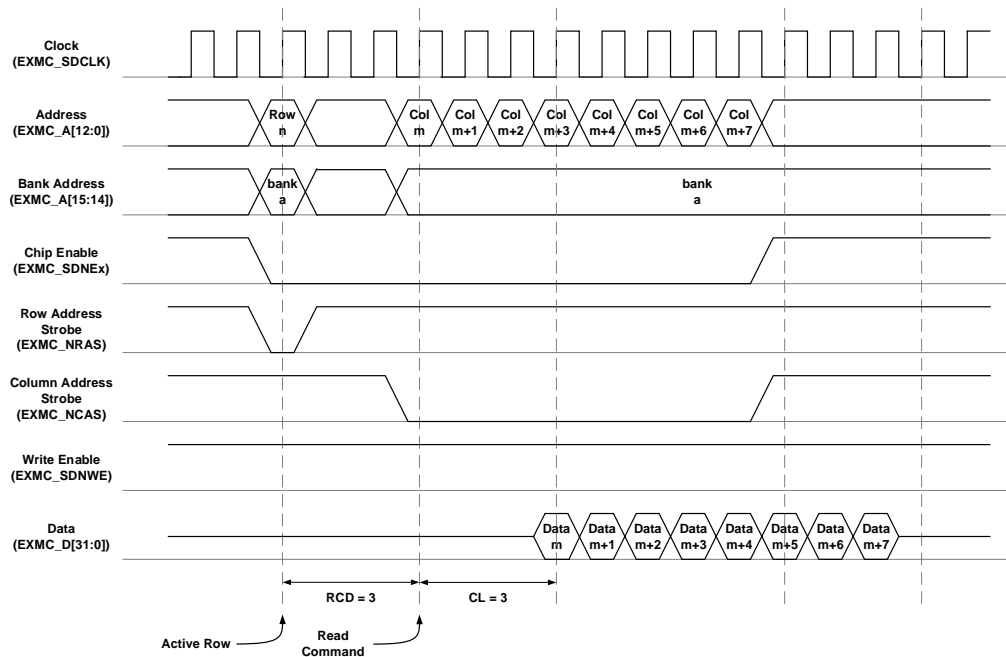 Clock
(EXMC_SDCLK)
Address
(EXMC_A[12:0])
Row Col Col Col Col Col Col Col Col
n m m+1 m+2 m+3 m+4 m+5 m+6 m+7
Bank Address
(EXMC_A[15:14])
bank bank
a a
Chip Enable
(EXMC_SDNEx)
Row Address
Strobe
(EXMC_NRAS)
Column Address
Strobe
(EXMC_NCAS)
Write Enable
(EXMC_SDNWE)
Data
(EXMC_D[31:0])
Data Data Data Data Data Data Data Data
m m+1 m+2 m+3 m+4 m+5 m+6 m+7
RCD = 3 CL = 3
Active Row
Read
Command